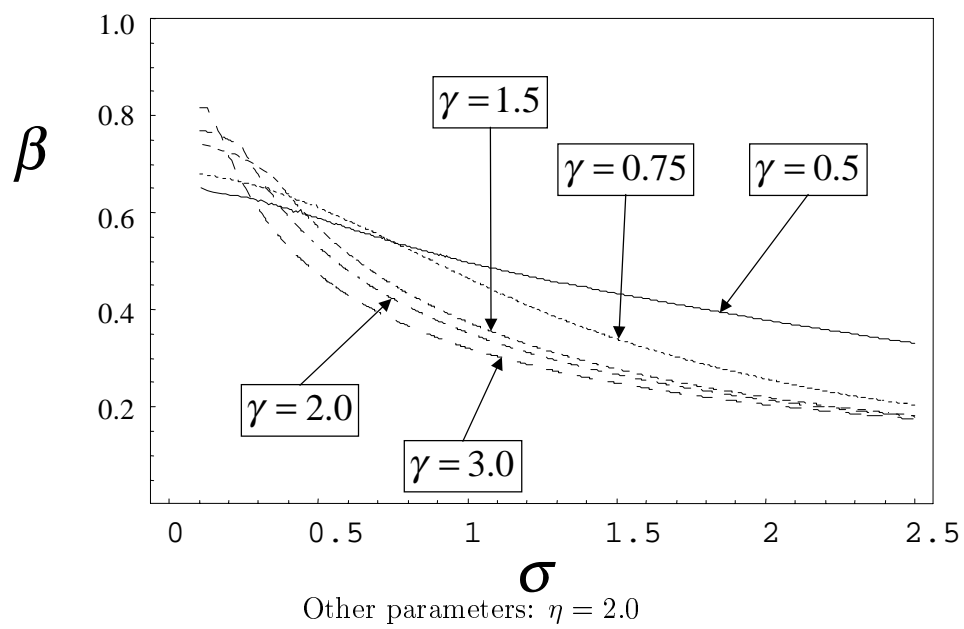 1.0
0.8
0.6
0.4
0.2
β
γ = 1.5
γ = 0.75
γ = 0.5
γ = 2.0
γ = 3.0
0 0.5 1 1.5 2 2.5
σ
Other parameters: η = 2.0